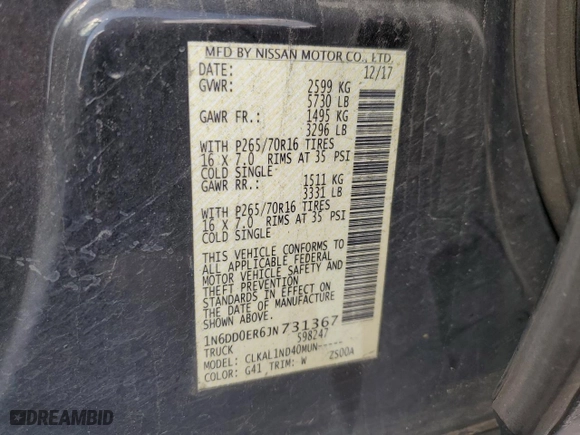 MFD BY NISSAN MOTOR CO., LTD.
DATE: 12/17
GVWR: 2599 KG
5730 LB
GAWR FR.: 1495 KG
3296 LB
WITH P265/70R16 TIRES
16 X 7.0 RIMS AT 35 PSI
COLD SINGLE
GAWR RR.: 1511 KG
3331 LB
WITH P265/70R16 TIRES
16 X 7.0 RIMS AT 35 PSI
COLD SINGLE
THIS VEHICLE CONFORMS TO
ALL APPLICABLE FEDERAL
MOTOR VEHICLE SAFETY AND
THEFT PREVENTION
STANDARDS IN EFFECT ON
THE DATE OF MANUFACTURE
SHOWN ABOVE.
1N6DD0ER6JN731367
TRUCK 598247
MODEL: CLKAL1ND40MUN-----
COLOR: G41 TRIM: W Z500A
DREAMBID